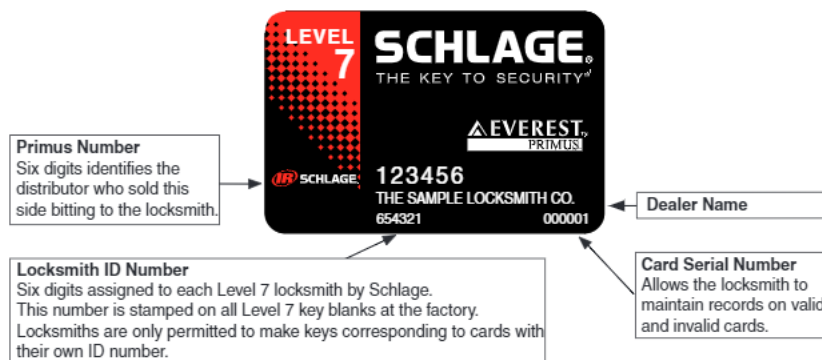 LEVEL
7
SCHLAGE®
THE KEY TO SECURITY
EVEREST
PRIMUS
IR SCHLAGE
123456
THE SAMPLE LOCKSMITH CO.
654321 000001
Primus Number
Six digits identifies the
distributor who sold this
side bitting to the locksmith.
Dealer Name
Locksmith ID Number
Six digits assigned to each Level 7 locksmith by Schlage.
This number is stamped on all Level 7 key blanks at the factory.
Locksmiths are only permitted to make keys corresponding to cards with
their own ID number.
Card Serial Number
Allows the locksmith to
maintain records on valid
and invalid cards.